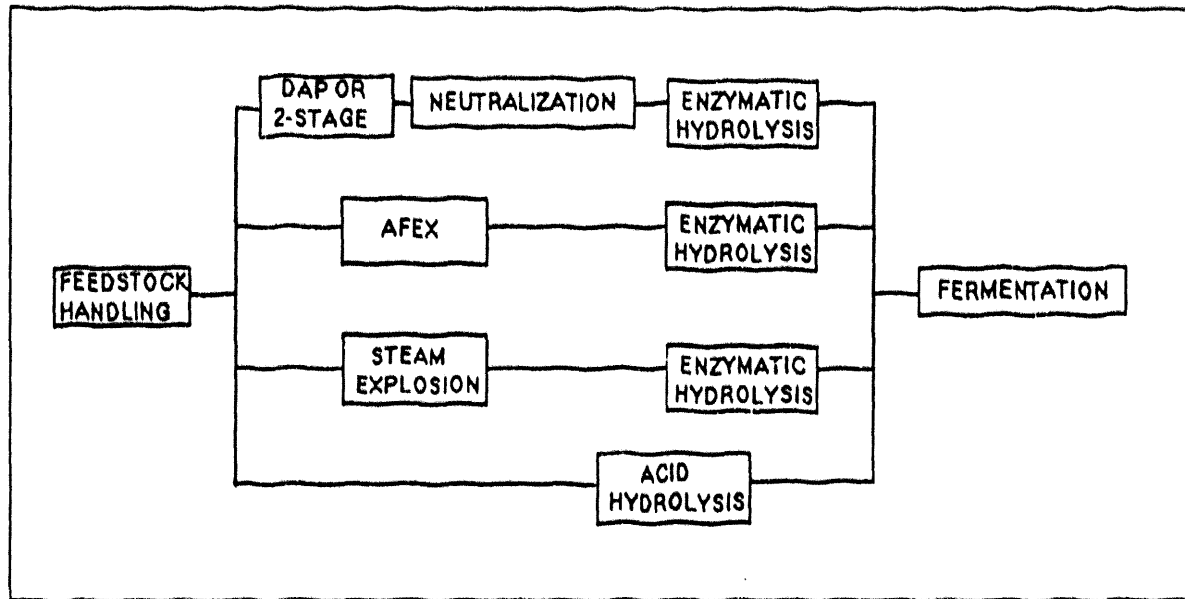 DAP OR
2-STAGE
NEUTRALIZATION
ENZYMATIC
HYDROLYSIS
AFEX
ENZYMATIC
HYDROLYSIS
FEEDSTOCK
HANDLING
FERMENTATION
STEAM
EXPLOSION
ENZYMATIC
HYDROLYSIS
ACID
HYDROLYSIS